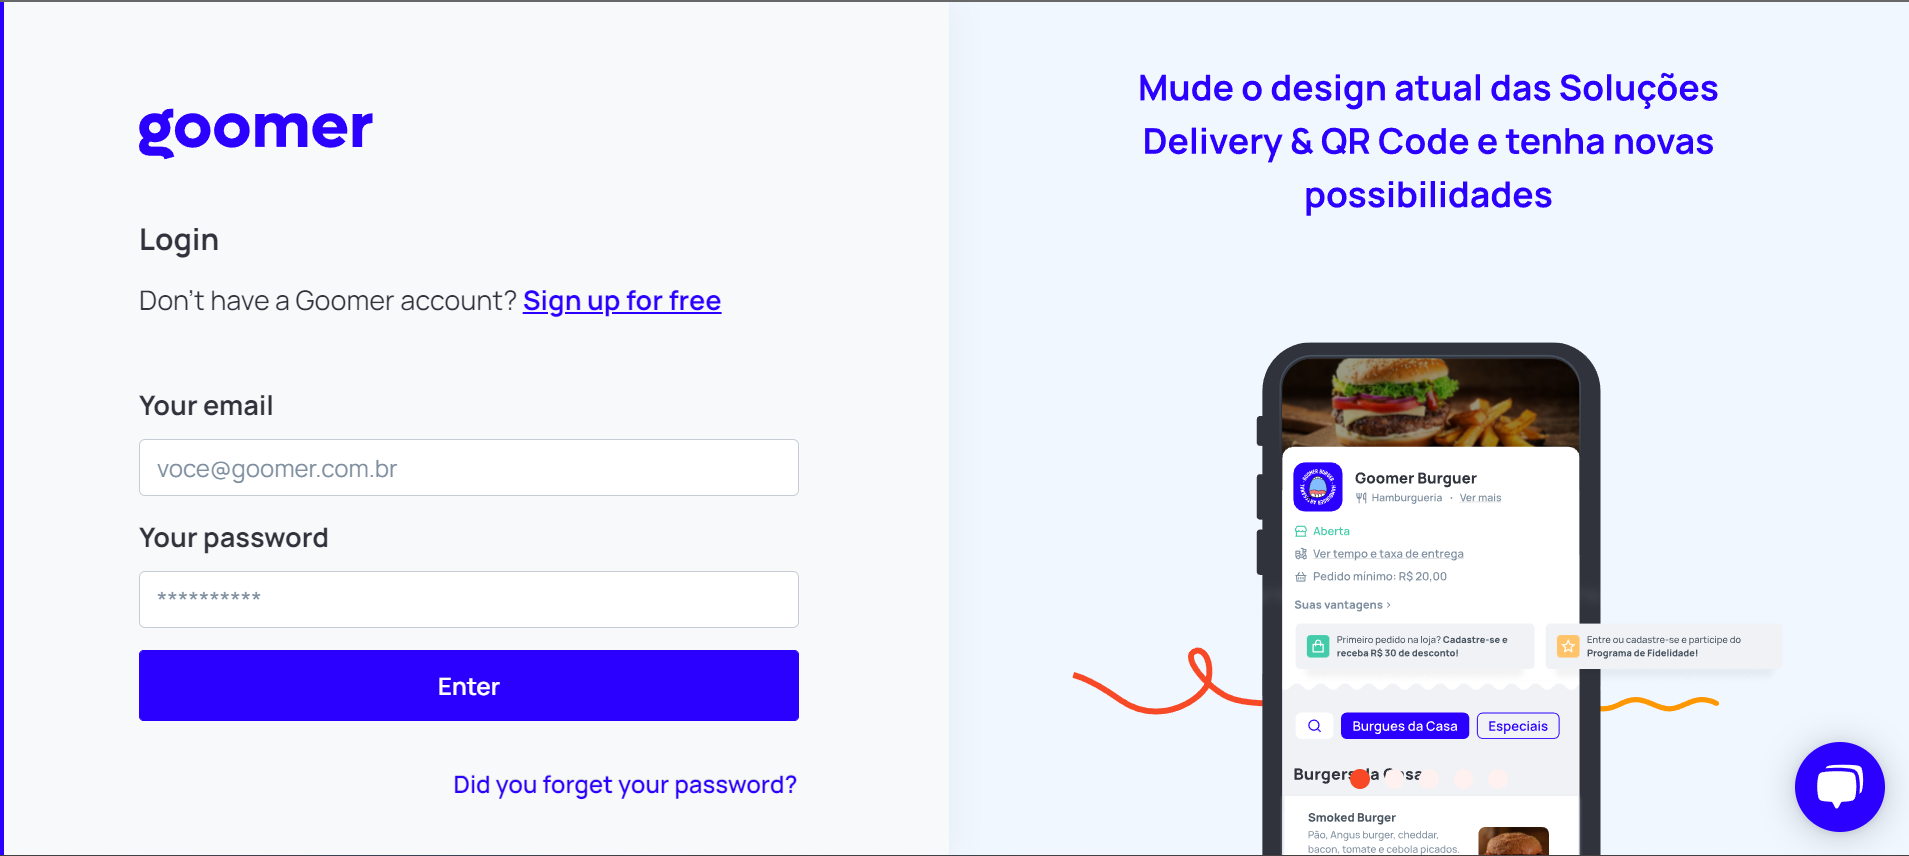 goomer
Login
Don't have a Goomer account? Sign up for free
Your email
voce@goomer.com.br
Your password
**********
Enter
Did you forget your password?
Mude o design atual das Soluções
Delivery & QR Code e tenha novas
possibilidades
Goomer Burguer
Hamburgueria · Ver mais
Aberta
Ver tempo e taxa de entrega
Pedido mínimo: R$ 20,00
Suas vantagens ›
Primeiro pedido na loja? Cadastre-se e
receba R$ 30 de desconto!
Entre ou cadastre-se e participe do
Programa de Fidelidade!
Burgues da Casa
Especiais
Burgers da Casa
Smoked Burger
Pão, Angus burger, cheddar,
bacon, tomate e cebola picados.